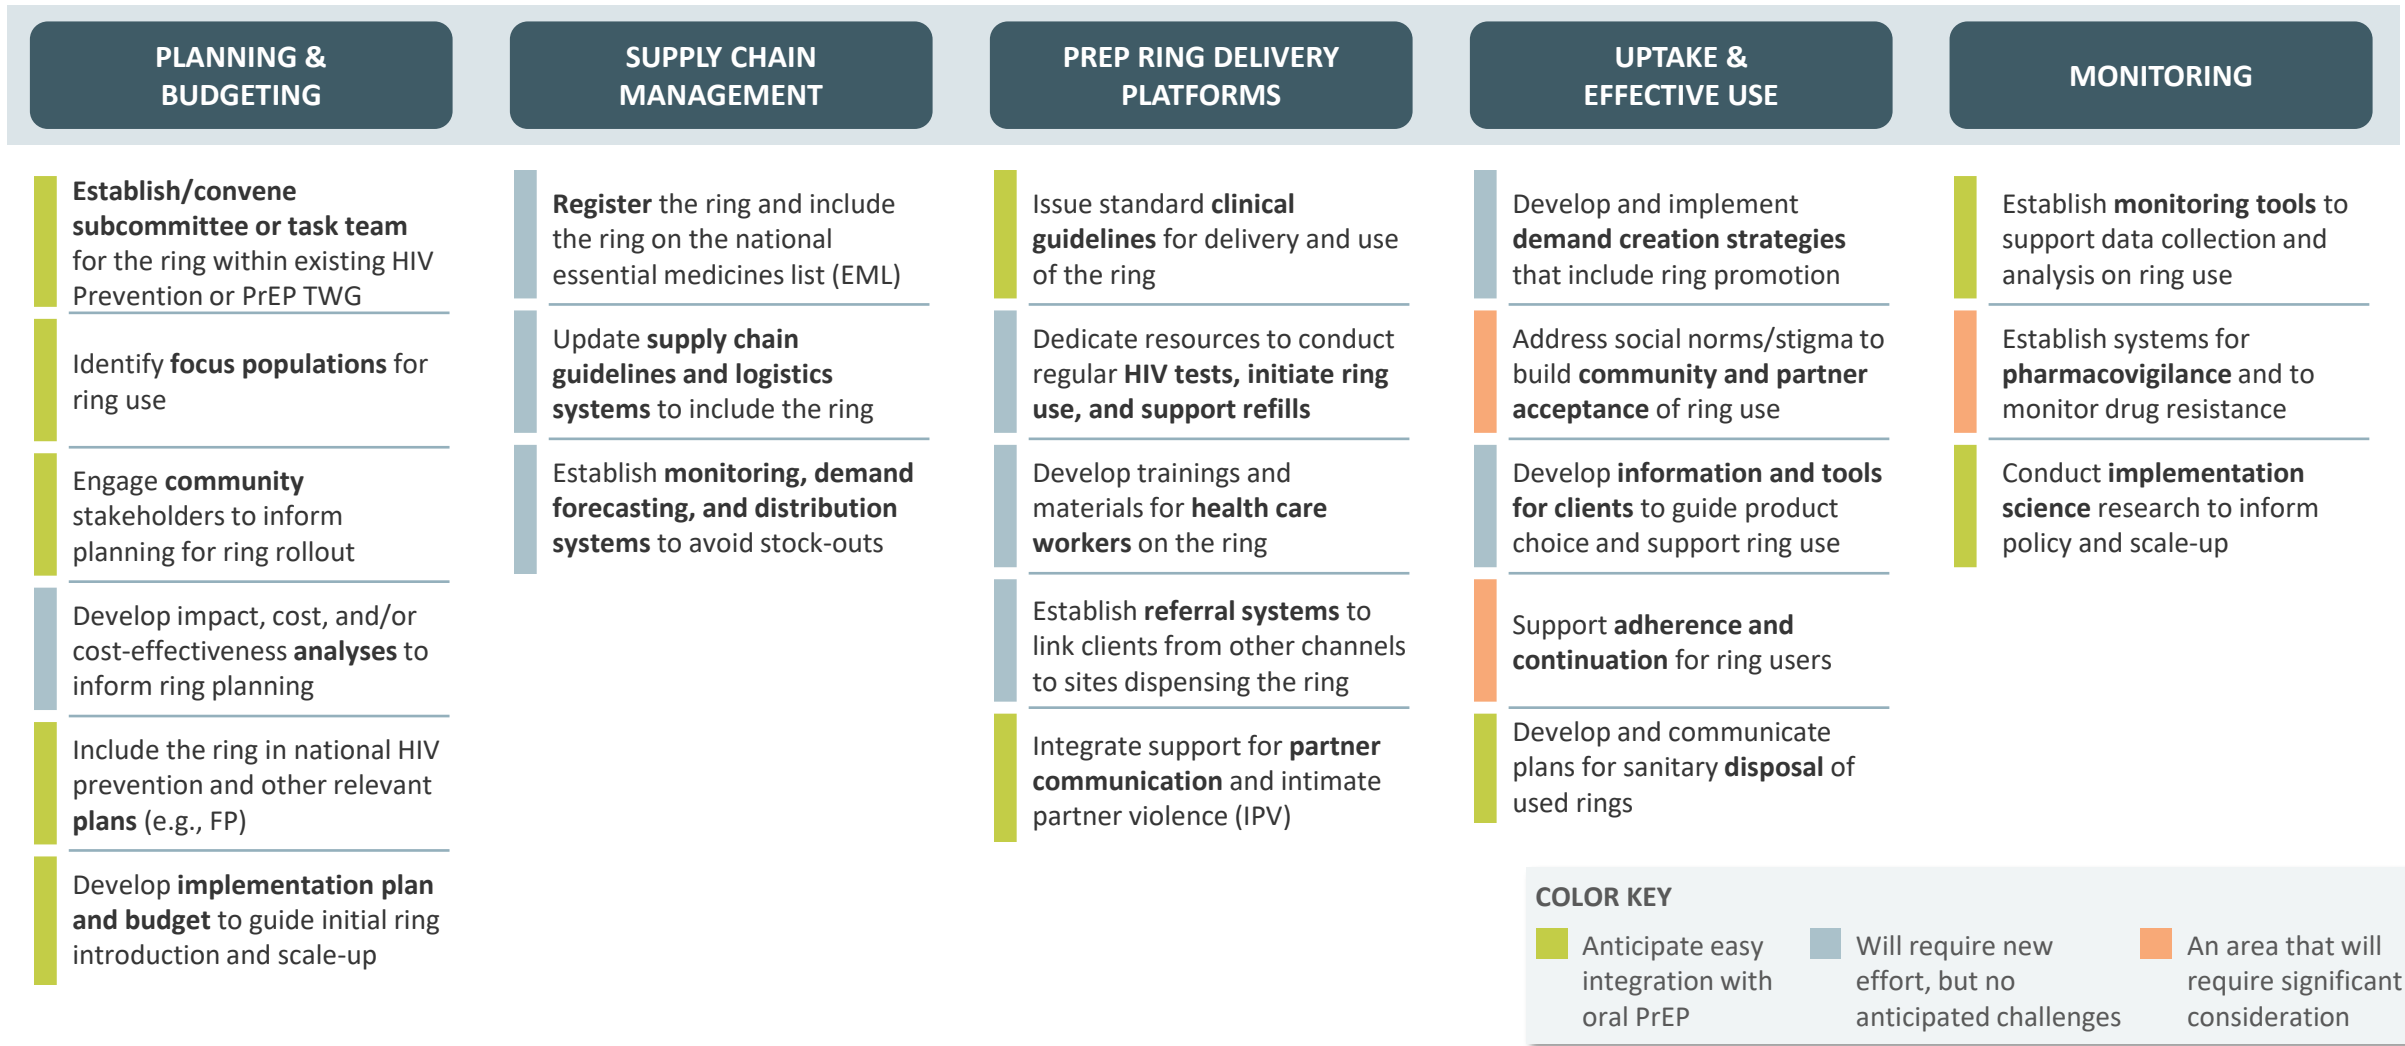 PLANNING &
BUDGETING
SUPPLY CHAIN
MANAGEMENT
PREP RING DELIVERY
PLATFORMS
UPTAKE &
EFFECTIVE USE
MONITORING
Establish/convene
subcommittee or task team
for the ring within existing HIV
Prevention or PrEP TWG
Identify focus populations for
ring use
Engage community
stakeholders to inform
planning for ring rollout
Develop impact, cost, and/or
cost-effectiveness analyses to
inform ring planning
Include the ring in national HIV
prevention and other relevant
plans (e.g., FP)
Develop implementation plan
and budget to guide initial ring
introduction and scale-up
Register the ring and include
the ring on the national
essential medicines list (EML)
Update supply chain
guidelines and logistics
systems to include the ring
Establish monitoring, demand
forecasting, and distribution
systems to avoid stock-outs
Issue standard clinical
guidelines for delivery and use
of the ring
Dedicate resources to conduct
regular HIV tests, initiate ring
use, and support refills
Develop trainings and
materials for health care
workers on the ring
Establish referral systems to
link clients from other channels
to sites dispensing the ring
Integrate support for partner
communication and intimate
partner violence (IPV)
Develop and implement
demand creation strategies
that include ring promotion
Address social norms/stigma to
build community and partner
acceptance of ring use
Develop information and tools
for clients to guide product
choice and support ring use
Support adherence and
continuation for ring users
Develop and communicate
plans for sanitary disposal of
used rings
Establish monitoring tools to
support data collection and
analysis on ring use
Establish systems for
pharmacovigilance and to
monitor drug resistance
Conduct implementation
science research to inform
policy and scale-up
COLOR KEY
Anticipate easy
integration with
oral PrEP
Will require new
effort, but no
anticipated challenges
An area that will
require significant
consideration